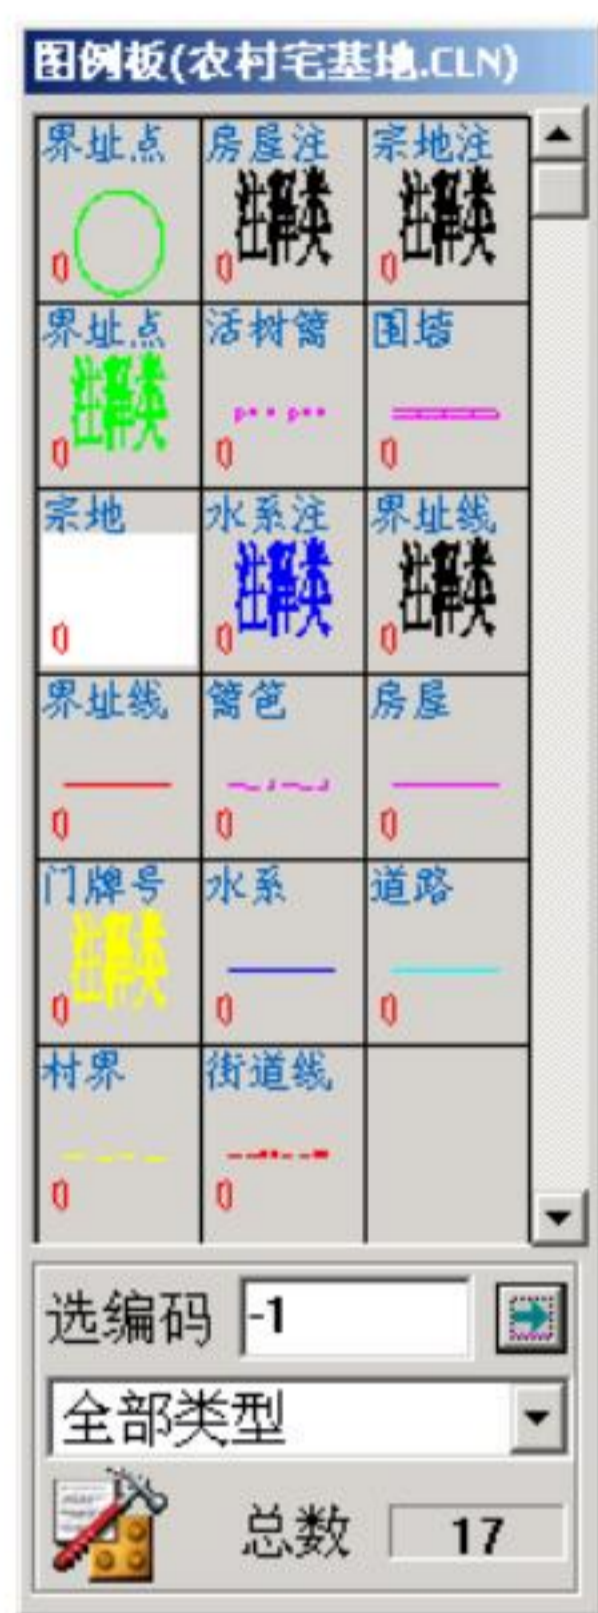 图例板(农村宅基地.CLN)
界址点 房屋注 宗地注
注释类 注释类
0 0 0
界址点 活树篱 围墙
注释类
0 0 0
宗地 水系注 界址线
注释类 注释类
0 0 0
界址线 篱笆 房屋
0 0 0
门牌号 水系 道路
注释类
0 0 0
村界 街道线
0 0
选编码 -1
全部类型
总数 17